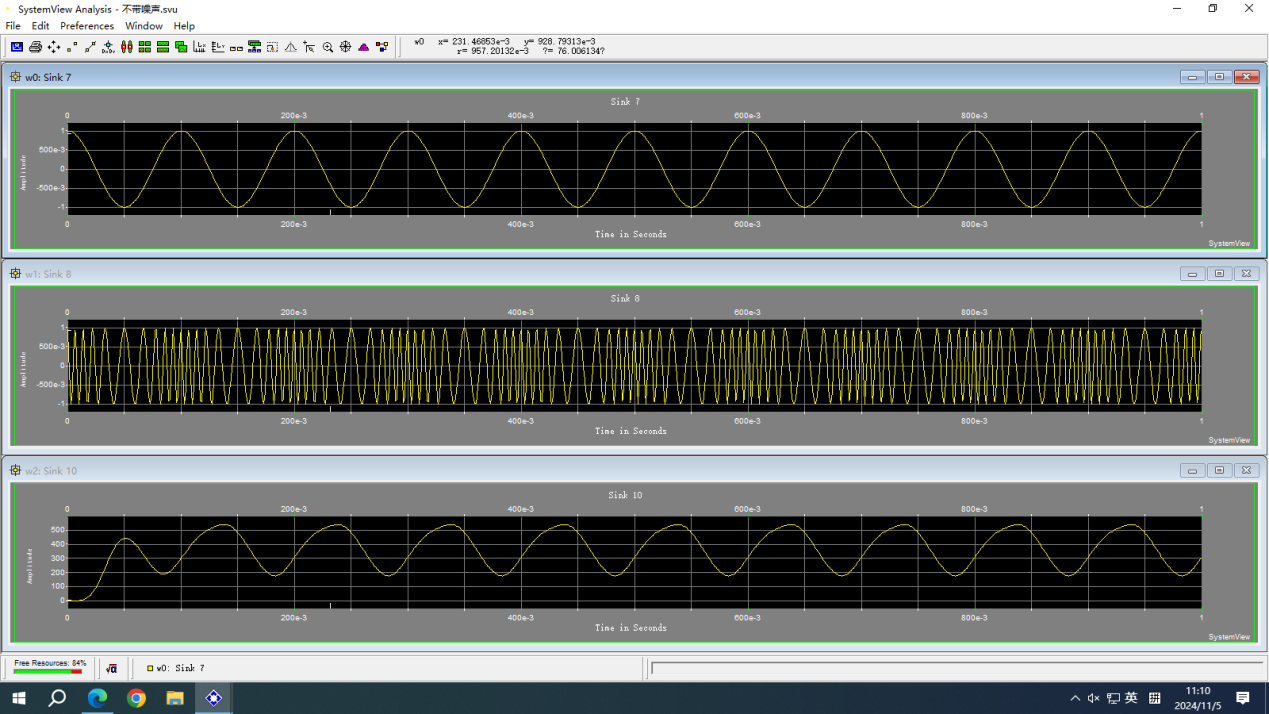 SystemView Analysis - 不带噪声.svu
File Edit Preferences Window Help
w0 x= 231.46853e-3 y= 928.79313e-3
r= 957.20132e-3 ?= 76.006134?
w0: Sink 7
Sink 7
0 200e-3 400e-3 600e-3 800e-3 1
1
500e-3
0
-500e-3
-1
Amplitude
0 200e-3 400e-3 600e-3 800e-3 1
Time in Seconds
SystemView
w1: Sink 8
Sink 8
0 200e-3 400e-3 600e-3 800e-3 1
1
500e-3
0
-500e-3
-1
Amplitude
0 200e-3 400e-3 600e-3 800e-3 1
Time in Seconds
SystemView
w2: Sink 10
Sink 10
0 200e-3 400e-3 600e-3 800e-3 1
500
400
300
200
100
0
Amplitude
0 200e-3 400e-3 600e-3 800e-3 1
Time in Seconds
SystemView
Free Resources: 84%
√α w0: Sink 7
英 拼 11:10
2024/11/5